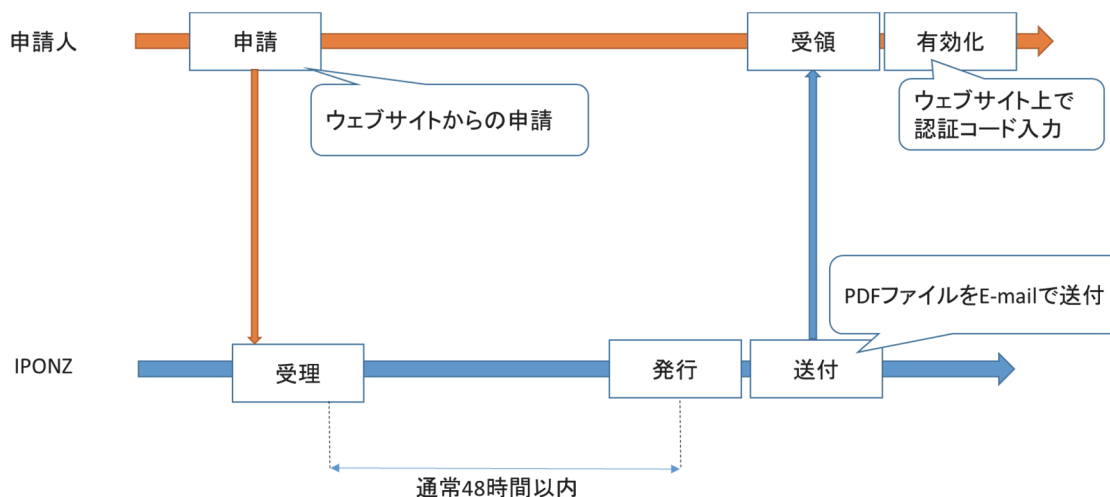 申請人
申請
受領
有効化
ウェブサイトからの申請
ウェブサイト上で
認証コード入力
PDFファイルをE-mailで送付
IPONZ
受理
発行
送付
通常48時間以内